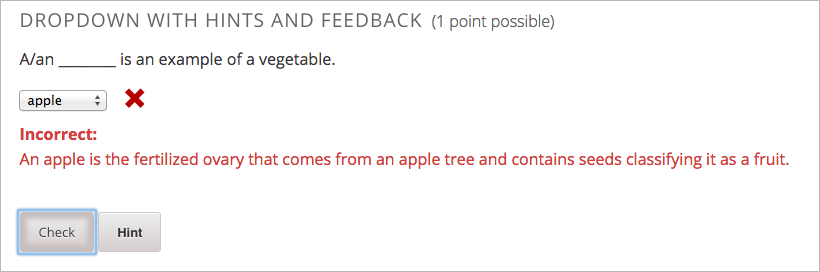 DROPDOWN WITH HINTS AND FEEDBACK (1 point possible)
A/an ________ is an example of a vegetable.
apple
Incorrect:
An apple is the fertilized ovary that comes from an apple tree and contains seeds classifying it as a fruit.
Check Hint